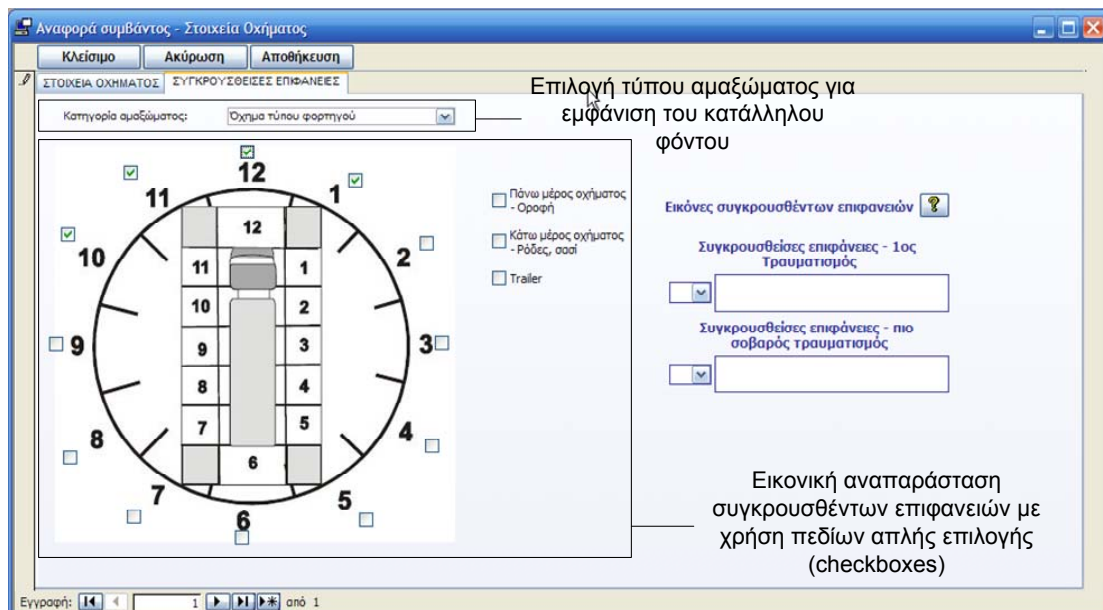 Αναφορά συμβάντος - Στοιχεία Οχήματος
Κλείσιμο Ακύρωση Αποθήκευση
ΣΤΟΙΧΕΙΑ ΟΧΗΜΑΤΟΣ ΣΥΓΚΡΟΥΣΘΕΙΣΕΣ ΕΠΙΦΑΝΕΙΕΣ
Κατηγορία αμαξώματος: Όχημα τύπου φορτηγού
Επιλογή τύπου αμαξώματος για
εμφάνιση του κατάλληλου
φόντου
12
11 1
10 2
9 3
8 4
7 5
6
12
11 1
10 2
9 3
8 4
7 5
6
Πάνω μέρος οχήματος
- Οροφή
Κάτω μέρος οχήματος
- Ρόδες, σασί
Trailer
Εικόνες συγκρουσθέντων επιφανειών ?
Συγκρουσθείσες επιφάνειες - 1ος
Τραυματισμός
Συγκρουσθείσες επιφάνειες - πιο
σοβαρός τραυματισμός
Εικονική αναπαράσταση
συγκρουσθέντων επιφανειών με
χρήση πεδίων απλής επιλογής
(checkboxes)
Εγγραφή: 1 από 1